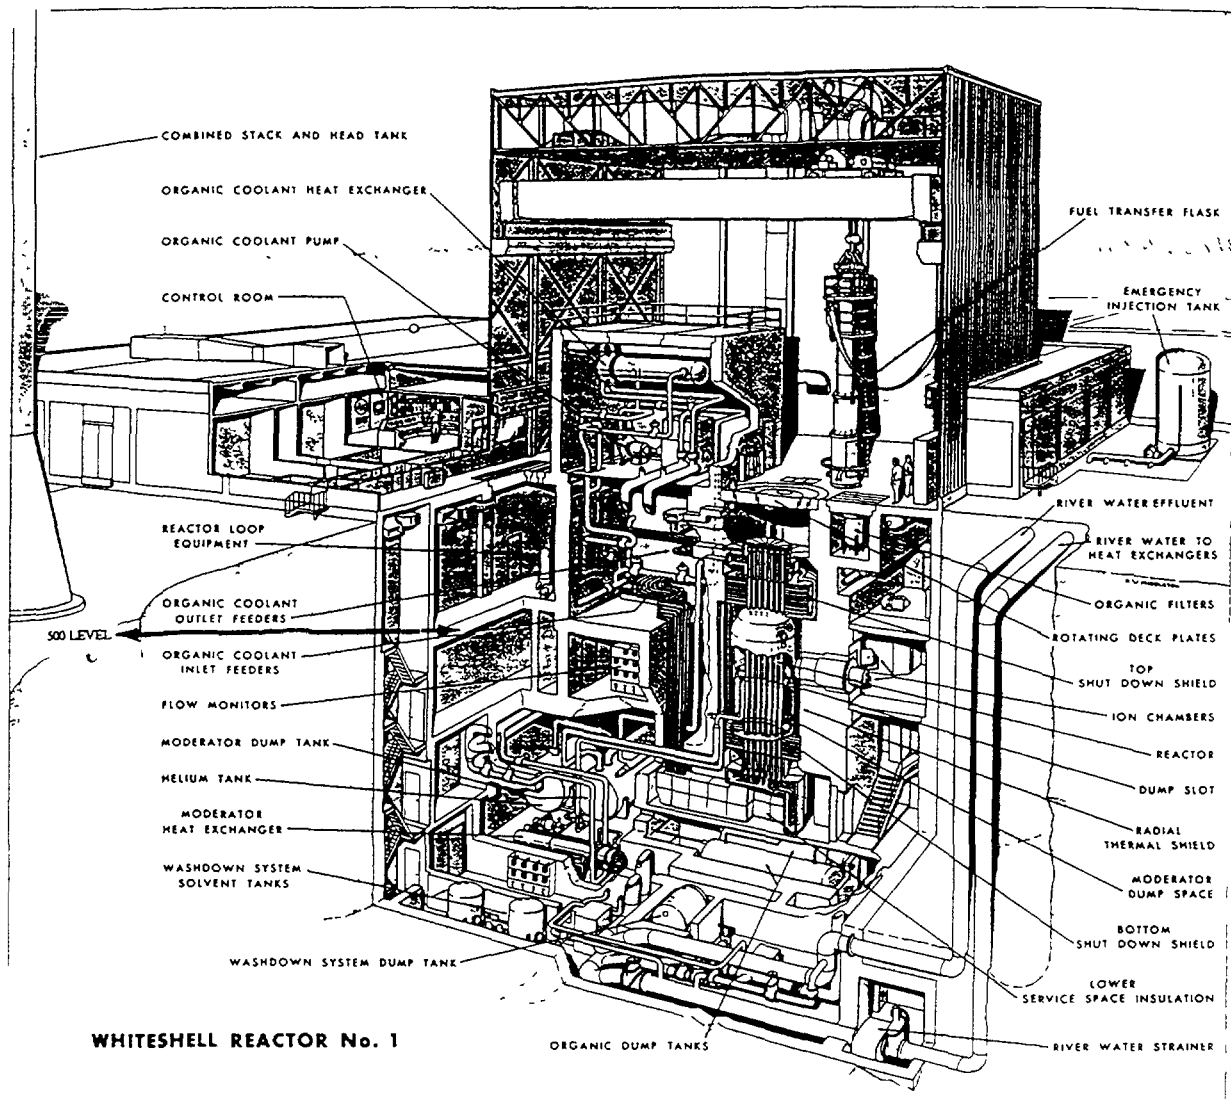 COMBINED STACK AND HEAD TANK
ORGANIC COOLANT HEAT EXCHANGER
ORGANIC COOLANT PUMP
CONTROL ROOM
REACTOR LOOP
EQUIPMENT
ORGANIC COOLANT
OUTLET FEEDERS
500 LEVEL
ORGANIC COOLANT
INLET FEEDERS
FLOW MONITORS
MODERATOR DUMP TANK
HELIUM TANK
MODERATOR
HEAT EXCHANGER
WASHDOWN SYSTEM
SOLVENT TANKS
WASHDOWN SYSTEM DUMP TANK
WHITESHELL REACTOR No. 1
ORGANIC DUMP TANKS
FUEL TRANSFER FLASK
EMERGENCY
INJECTION TANK
RIVER WATER EFFLUENT
RIVER WATER TO
HEAT EXCHANGERS
ORGANIC FILTERS
ROTATING DECK PLATES
TOP
SHUT DOWN SHIELD
ION CHAMBERS
REACTOR
DUMP SLOT
RADIAL
THERMAL SHIELD
MODERATOR
DUMP SPACE
BOTTOM
SHUT DOWN SHIELD
LOWER
SERVICE SPACE INSULATION
RIVER WATER STRAINER